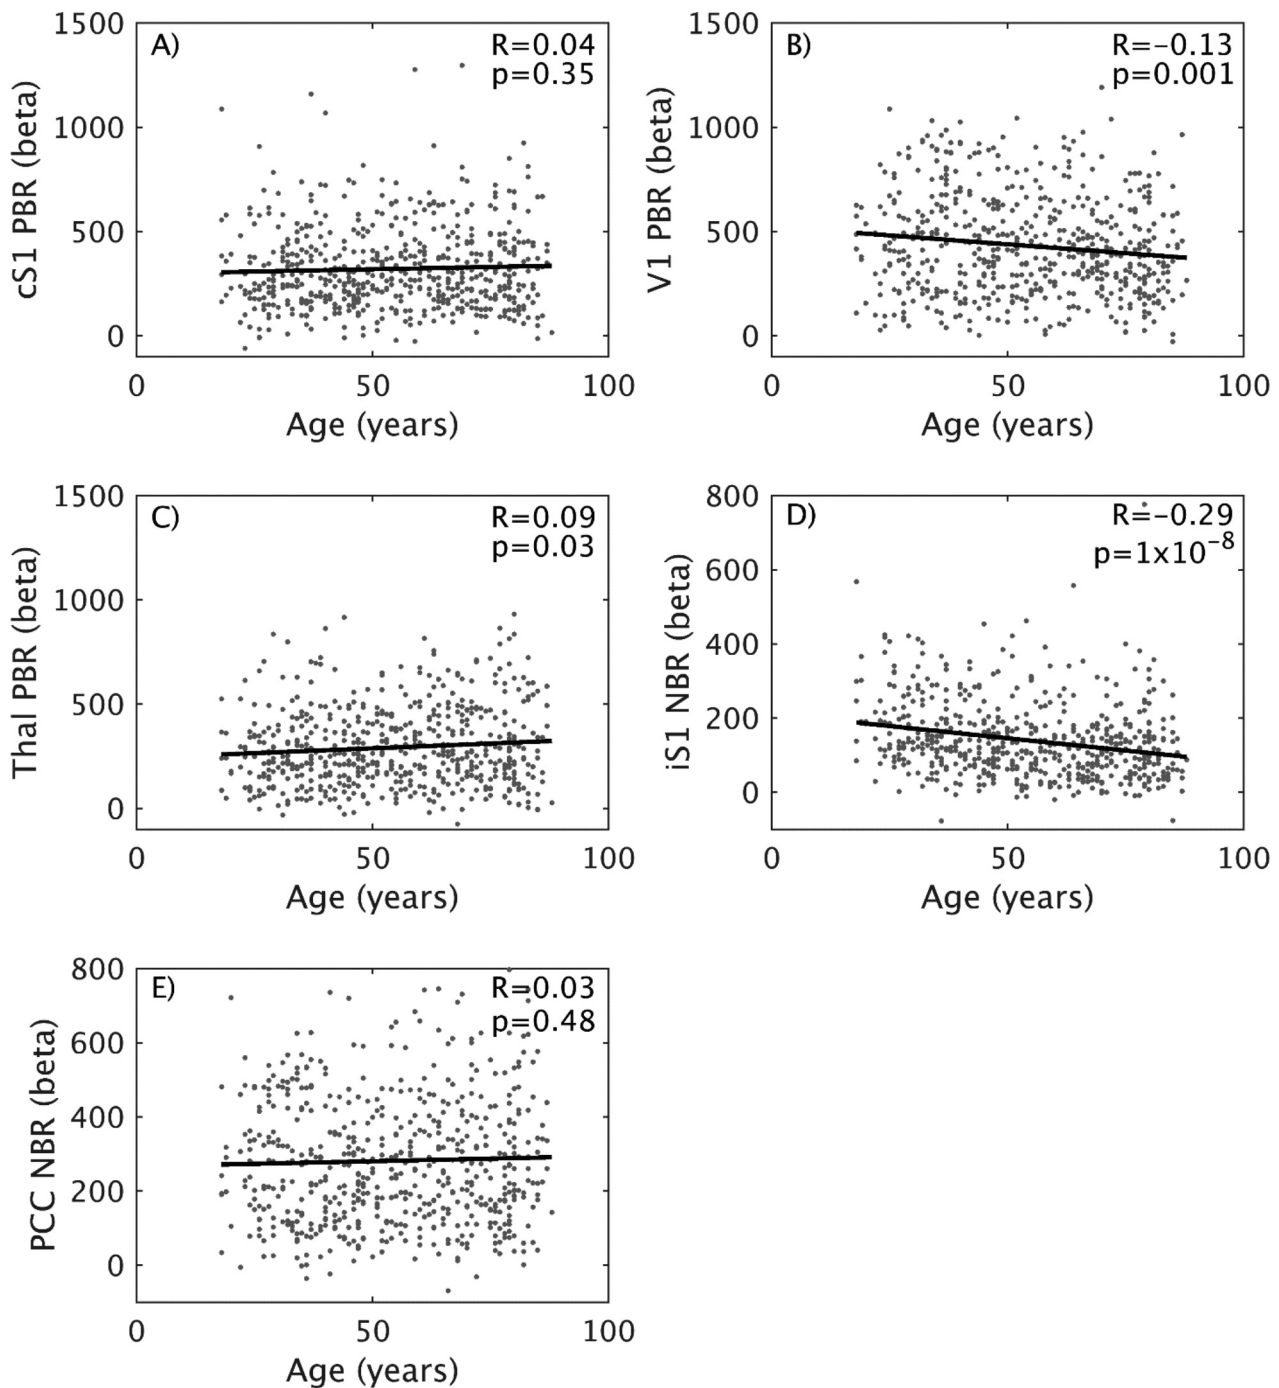 A)
R=0.04
p=0.35
cS1 PBR (beta)
1500
1000
500
0
0 50 100
Age (years)
B)
R=-0.13
p=0.001
V1 PBR (beta)
1500
1000
500
0
0 50 100
Age (years)
C)
R=0.09
p=0.03
Thal PBR (beta)
1500
1000
500
0
0 50 100
Age (years)
D)
R=-0.29
p=1x10⁻⁸
iS1 NBR (beta)
800
600
400
200
0
0 50 100
Age (years)
E)
R=0.03
p=0.48
PCC NBR (beta)
800
600
400
200
0
0 50 100
Age (years)